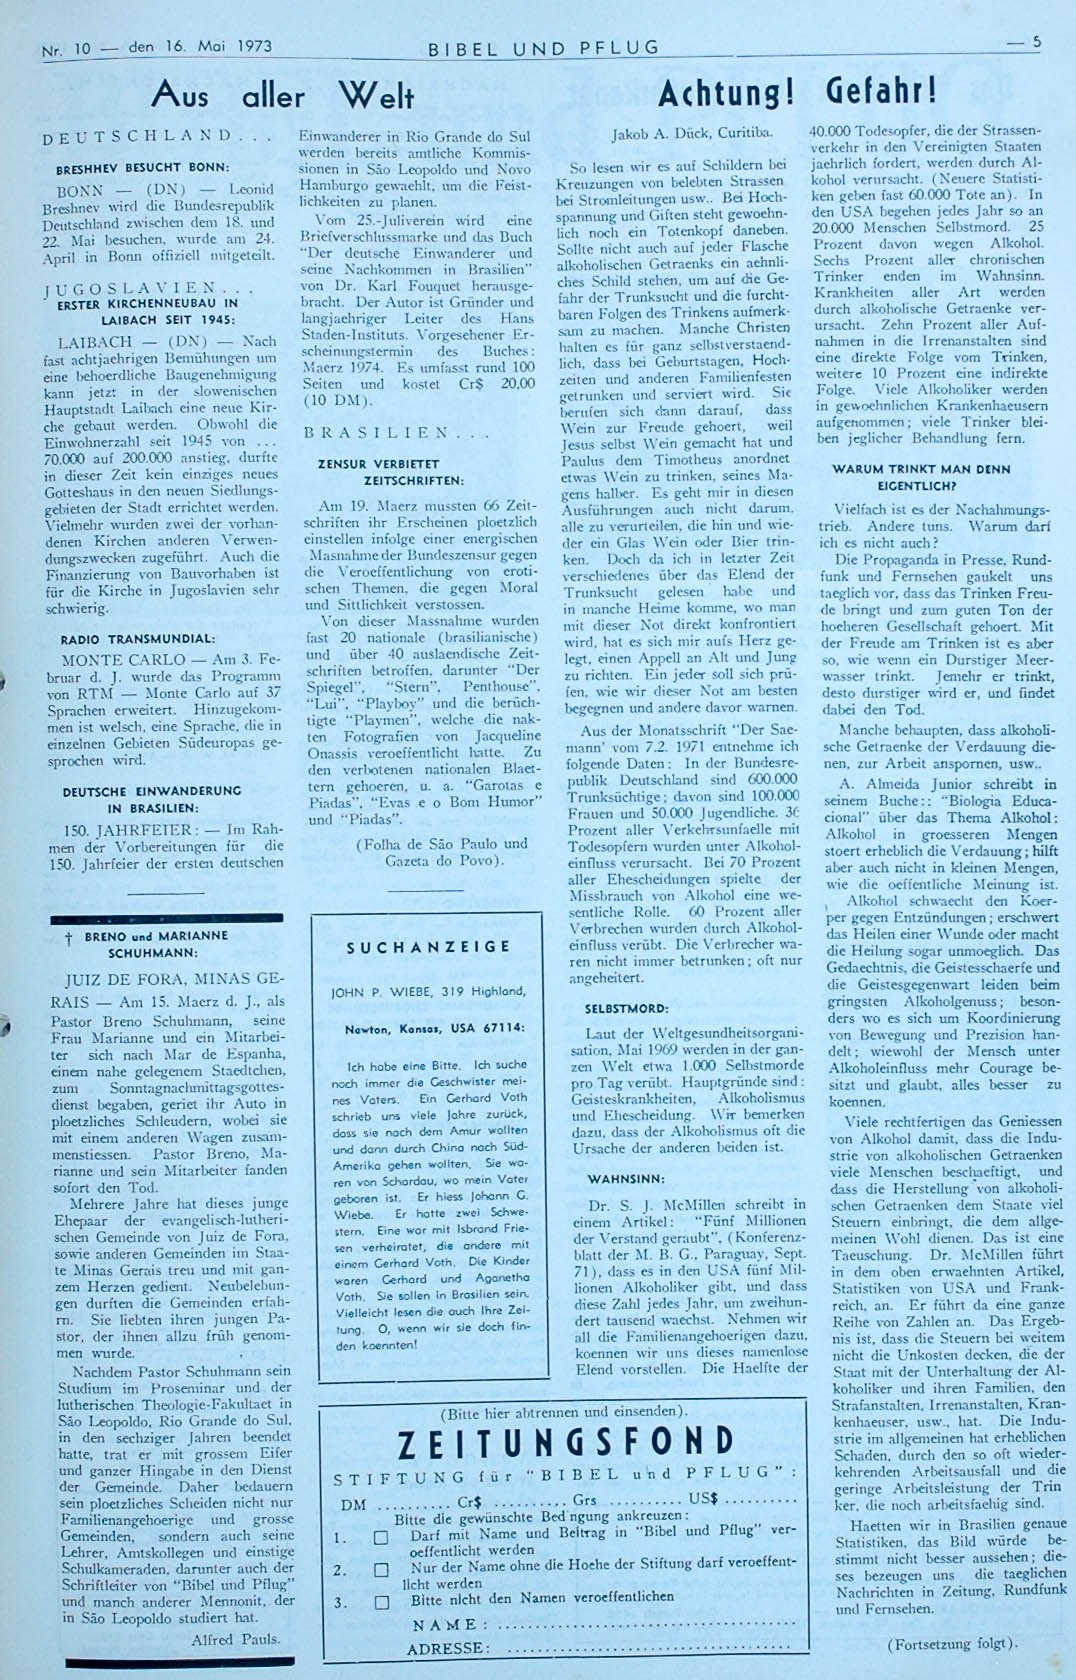 Nr. 10 — den 16. Mai 1973
BIBEL UND PFLUG
— 5
Aus aller Welt
DEUTSCHLAND...
BRESHHEV BESUCHT BONN:
BONN — (DN) — Leonid
Breshnev wird die Bundesrepublik
Deutschland zwischen dem 18. und
22. Mai besuchen, wurde am 24.
April in Bonn offiziell mitgeteilt.
JUGOSLAVIEN...
ERSTER KIRCHENNEUBAU IN
LAIBACH SEIT 1945:
LAIBACH — (DN) — Nach
fast achtjaehrigen Bemühungen um
eine behoerdliche Baugenehmigung
kann jetzt in der slowenischen
Hauptstadt Laibach eine neue Kir-
che gebaut werden. Obwohl die
Einwohnerzahl seit 1945 von ...
70.000 auf 200.000 anstieg, durfte
in dieser Zeit kein einziges neues
Gotteshaus in den neuen Siedlungs-
gebieten der Stadt errichtet werden.
Vielmehr wurden zwei der vorhan-
denen Kirchen anderen Verwen-
dungszwecken zugeführt. Auch die
Finanzierung von Bauvorhaben ist
für die Kirche in Jugoslavien sehr
schwierig.
RADIO TRANSMUNDIAL:
MONTE CARLO — Am 3. Fe-
bruar d. J. wurde das Programm
von RTM — Monte Carlo auf 37
Sprachen erweitert. Hinzugekom-
men ist welsch, eine Sprache, die in
einzelnen Gebieten Südeuropas ge-
sprochen wird.
DEUTSCHE EINWANDERUNG
IN BRASILIEN:
150. JAHRFEIER: — Im Rah-
men der Vorbereitungen für die
150. Jahrfeier der ersten deutschen
† BRENO und MARIANNE
SCHUHMANN:
JUIZ DE FORA, MINAS GE-
RAIS — Am 15. Maerz d. J., als
Pastor Breno Schuhmann, seine
Frau Marianne und ein Mitarbei-
ter sich nach Mar de Espanha,
einem nahe gelegenem Staedtchen,
zum Sonntagnachmittagsgottes-
dienst begaben, geriet ihr Auto in
ploetzliches Schleudern, wobei sie
mit einem anderen Wagen zusam-
menstiessen. Pastor Breno, Ma-
rianne und sein Mitarbeiter fanden
sofort den Tod.
Mehrere Jahre hat dieses junge
Ehepaar der evangelisch-lutheri-
schen Gemeinde von Juiz de Fora,
sowie anderen Gemeinden im Staa-
te Minas Gerais treu und mit gan-
zem Herzen gedient. Neubelebun-
gen durften die Gemeinden erfah-
rn. Sie liebten ihren jungen Pa-
stor, der ihnen allzu früh genom-
men wurde.
Nachdem Pastor Schuhmann sein
Studium im Proseminar und der
lutherischen Theologie-Fakultaet in
São Leopoldo, Rio Grande do Sul,
in den sechziger Jahren beendet
hatte, trat er mit grossem Eifer
und ganzer Hingabe in den Dienst
der Gemeinde. Daher bedauern
sein ploetzliches Scheiden nicht nur
Familienangehoerige und grosse
Gemeinden, sondern auch seine
Lehrer, Amtskollegen und einstige
Schulkameraden, darunter auch der
Schriftleiter von "Bibel und Pflug"
und manch anderer Mennonit, der
in São Leopoldo studiert hat.
Alfred Pauls.
Einwanderer in Rio Grande do Sul
werden bereits amtliche Kommis-
sionen in São Leopoldo und Novo
Hamburgo gewaehlt, um die Feist-
lichkeiten zu planen.
Vom 25.-Juliverein wird eine
Briefverschlussmarke und das Buch
"Der deutsche Einwanderer und
seine Nachkommen in Brasilien"
von Dr. Karl Fouquet herausge-
bracht. Der Autor ist Gründer und
langjaehriger Leiter des Hans
Staden-Instituts. Vorgesehener Er-
scheinungstermin des Buches:
Maerz 1974. Es umfasst rund 100
Seiten und kostet Cr$ 20,00
(10 DM).
BRASILIEN...
ZENSUR VERBIETET
ZEITSCHRIFTEN:
Am 19. Maerz mussten 66 Zeit-
schriften ihr Erscheinen ploetzlich
einstellen infolge einer energischen
Masnahme der Bundeszensur gegen
die Veroeffentlichung von eroti-
schen Themen, die gegen Moral
und Sittlichkeit verstossen.
Von dieser Massnahme wurden
fast 20 nationale (brasilianische)
und über 40 auslaendische Zeit-
schriften betroffen, darunter "Der
Spiegel", "Stern", Penthouse",
"Lui", "Playboy" und die berüch-
tigte "Playmen", welche die nak-
ten Fotografien von Jacqueline
Onassis veroeffentlicht hatte. Zu
den verbotenen nationalen Blaet-
tern gehoeren, u. a. "Garotas e
Piadas", "Evas e o Bom Humor"
und "Piadas".
(Folha de São Paulo und
Gazeta do Povo).
SUCHANZEIGE
JOHN P. WIEBE, 319 Highland,
Newton, Kansas, USA 67114:
Ich habe eine Bitte. Ich suche
noch immer die Geschwister mei-
nes Vaters. Ein Gerhard Voth
schrieb uns viele Jahre zurück,
dass sie nach dem Amur wollten
und dann durch China nach Süd-
Amerika gehen wollten. Sie wa-
ren von Schardau, wo mein Vater
geboren ist. Er hiess Johann G.
Wiebe. Er hatte zwei Schwe-
stern. Eine war mit Isbrand Frie-
sen verheiratet, die andere mit
einem Gerhard Voth. Die Kinder
waren Gerhard und Aganetha
Voth. Sie sollen in Brasilien sein.
Vielleicht lesen die auch Ihre Zei-
tung. O, wenn wir sie doch fin-
den koennten!
Achtung! Gefahr!
Jakob A. Dück, Curitiba.
So lesen wir es auf Schildern bei
Kreuzungen von belebten Strassen
bei Stromleitungen usw.. Bei Hoch-
spannung und Giften steht gewoehn-
lich noch ein Totenkopf daneben.
Sollte nicht auch auf jeder Flasche
alkoholischen Getraenks ein aehnli-
ches Schild stehen, um auf die Ge-
fahr der Trunksucht und die furcht-
baren Folgen des Trinkens aufmerk-
sam zu machen. Manche Christen
halten es für ganz selbstverstaend-
lich, dass bei Geburtstagen, Hoch-
zeiten und anderen Familienfesten
getrunken und serviert wird. Sie
berufen sich dann darauf, dass
Wein zur Freude gehoert, weil
Jesus selbst Wein gemacht hat und
Paulus dem Timotheus anordnet
etwas Wein zu trinken, seines Ma-
gens halber. Es geht mir in diesen
Ausführungen auch nicht darum,
alle zu verurteilen, die hin und wie-
der ein Glas Wein oder Bier trin-
ken. Doch da ich in letzter Zeit
verschiedenes über das Elend der
Trunksucht gelesen habe und
in manche Heime komme, wo man
mit dieser Not direkt konfrontiert
wird, hat es sich mir aufs Herz ge-
legt, einen Appell an Alt und Jung
zu richten. Ein jeder soll sich prü-
fen, wie wir dieser Not am besten
begegnen und andere davor warnen.
Aus der Monatsschrift "Der Sae-
mann' vom 7.2. 1971 entnehme ich
folgende Daten: In der Bundesre-
publik Deutschland sind 600.000
Trunksüchtige; davon sind 100.000
Frauen und 50.000 Jugendliche. 36
Prozent aller Verkehrsunfaelle mit
Todesopfern wurden unter Alkohol-
einfluss verursacht. Bei 70 Prozent
aller Ehescheidungen spielte der
Missbrauch von Alkohol eine we-
sentliche Rolle. 60 Prozent aller
Verbrechen wurden durch Alkohol-
einfluss verübt. Die Verbrecher wa-
ren nicht immer betrunken; oft nur
angeheitert.
SELBSTMORD:
Laut der Weltgesundheitsorgani-
sation, Mai 1969 werden in der gan-
zen Welt etwa 1.000 Selbstmorde
pro Tag verübt. Hauptgründe sind:
Geisteskrankheiten, Alkoholismus
und Ehescheidung. Wir bemerken
dazu, dass der Alkoholismus oft die
Ursache der anderen beiden ist.
WAHNSINN:
Dr. S. J. McMillen schreibt in
einem Artikel: "Fünf Millionen
der Verstand geraubt", (Konferenz-
blatt der M. B. G., Paraguay, Sept.
71), dass es in den USA fünf Mil-
lionen Alkoholiker gibt, und dass
diese Zahl jedes Jahr, um zweihun-
dert tausend waechst. Nehmen wir
all die Familienangehoerigen dazu,
koennen wir uns dieses namenlose
Elend vorstellen. Die Haelfte der
40.000 Todesopfer, die der Strassen-
verkehr in den Vereinigten Staaten
jaehrlich fordert, werden durch Al-
kohol verursacht. (Neuere Statisti-
ken geben fast 60.000 Tote an). In
den USA begehen jedes Jahr so an
20.000 Menschen Selbstmord. 25
Prozent davon wegen Alkohol.
Sechs Prozent aller chronischen
Trinker enden im Wahnsinn.
Krankheiten aller Art werden
durch alkoholische Getraenke ver-
ursacht. Zehn Prozent aller Auf-
nahmen in die Irrenanstalten sind
eine direkte Folge vom Trinken,
weitere 10 Prozent eine indirekte
Folge. Viele Alkoholiker werden
in gewoehnlichen Krankenhaeusern
aufgenommen; viele Trinker blei-
ben jeglicher Behandlung fern.
WARUM TRINKT MAN DENN
EIGENTLICH?
Vielfach ist es der Nachahmungs-
trieb. Andere tuns. Warum darf
ich es nicht auch?
Die Propaganda in Presse, Rund-
funk und Fernsehen gaukelt uns
taeglich vor, dass das Trinken Freu-
de bringt und zum guten Ton der
hoeheren Gesellschaft gehoert. Mit
der Freude am Trinken ist es aber
so, wie wenn ein Durstiger Meer-
wasser trinkt. Jemehr er trinkt,
desto durstiger wird er, und findet
dabei den Tod.
Manche behaupten, dass alkoholi-
sche Getraenke der Verdauung die-
nen, zur Arbeit anspornen, usw..
A. Almeida Junior schreibt in
seinem Buche:: "Biologia Educa-
cional" über das Thema Alkohol:
Alkohol in groesseren Mengen
stoert erheblich die Verdauung; hilft
aber auch nicht in kleinen Mengen,
wie die oeffentliche Meinung ist.
Alkohol schwaecht den Koer-
per gegen Entzündungen; erschwert
das Heilen einer Wunde oder macht
die Heilung sogar unmoeglich. Das
Gedaechtnis, die Geistesschaerfe und
die Geistesgegenwart leiden beim
gringsten Alkoholgenuss; beson-
ders wo es sich um Koordinierung
von Bewegung und Prezision han-
delt; wiewohl der Mensch unter
Alkoholeinfluss mehr Courage be-
sitzt und glaubt, alles besser zu
koennen.
Viele rechtfertigen das Geniessen
von Alkohol damit, dass die Indu-
strie von alkoholischen Getraenken
viele Menschen beschaeftigt, und
dass die Herstellung von alkoholi-
schen Getraenken dem Staate viel
Steuern einbringt, die dem allge-
meinen Wohl dienen. Das ist eine
Taeuschung. Dr. McMillen führt
in dem oben erwaehnten Artikel,
Statistiken von USA und Frank-
reich, an. Er führt da eine ganze
Reihe von Zahlen an. Das Ergeb-
nis ist, dass die Steuern bei weitem
nicht die Unkosten decken, die der
Staat mit der Unterhaltung der Al-
koholiker und ihren Familien, den
Strafanstalten, Irrenanstalten, Kran-
kenhaeuser, usw., hat. Die Indu-
strie im allgemeinen hat erheblichen
Schaden, durch den so oft wieder-
kehrenden Arbeitsausfall und die
geringe Arbeitsleistung der Trin
ker, die noch arbeitsfaehig sind.
Haetten wir in Brasilien genaue
Statistiken, das Bild würde be-
stimmt nicht besser aussehen; die-
ses bezeugen uns die taeglichen
Nachrichten in Zeitung, Rundfunk
und Fernsehen.
(Fortsetzung folgt).
(Bitte hier abtrennen und einsenden).
ZEITUNGSFOND
STIFTUNG für "BIBEL und PFLUG":
DM .......... Cr$ .......... Grs .......... US$ ..........
Bitte die gewünschte Bed ngung ankreuzen:
1. □ Darf mit Name und Beitrag in "Bibel und Pflug" ver-
oeffentlicht werden
2. □ Nur der Name ohne die Hoehe der Stiftung darf veroeffent-
licht werden
3. □ Bitte nicht den Namen veroeffentlichen
NAME: ........................................
ADRESSE: ........................................